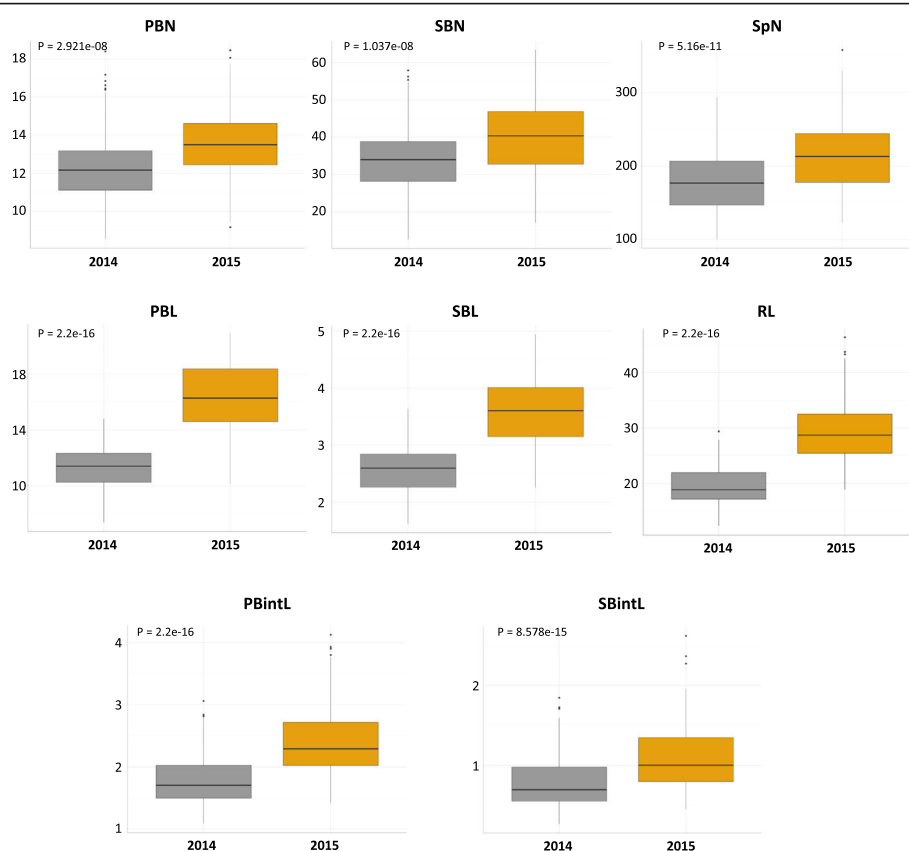 PBN SBN SpN
P = 2.921e-08 P = 1.037e-08 P = 5.16e-11
18 60 300
16 50
14 40 200
12 30
10 20 100
2014 2015 2014 2015 2014 2015
PBL SBL RL
P = 2.2e-16 P = 2.2e-16 P = 2.2e-16
18 5 40
14 4 30
10 3 20
2
2014 2015 2014 2015 2014 2015
PBintL SBintL
P = 2.2e-16 P = 8.578e-15
4 2
3 1
2
1
2014 2015 2014 2015